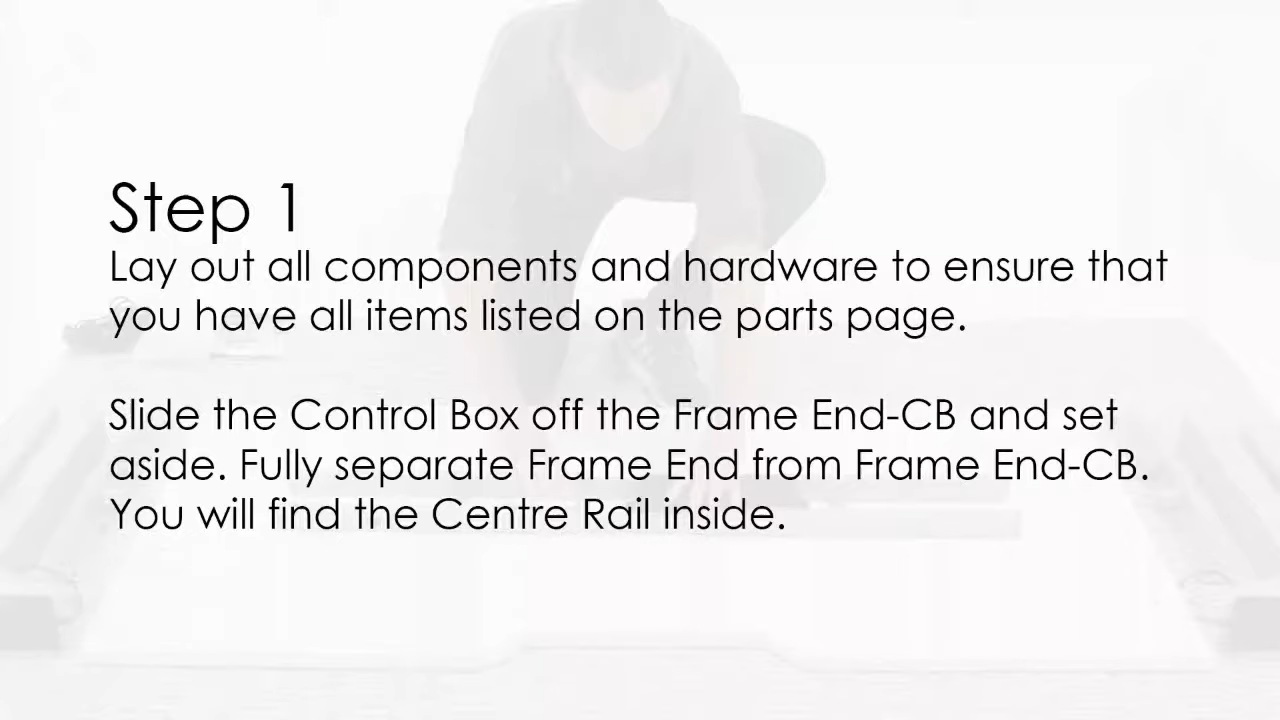 Step 1
Lay out all components and hardware to ensure that
you have all items listed on the parts page.
Slide the Control Box off the Frame End-CB and set
aside. Fully separate Frame End from Frame End-CB.
You will find the Centre Rail inside.